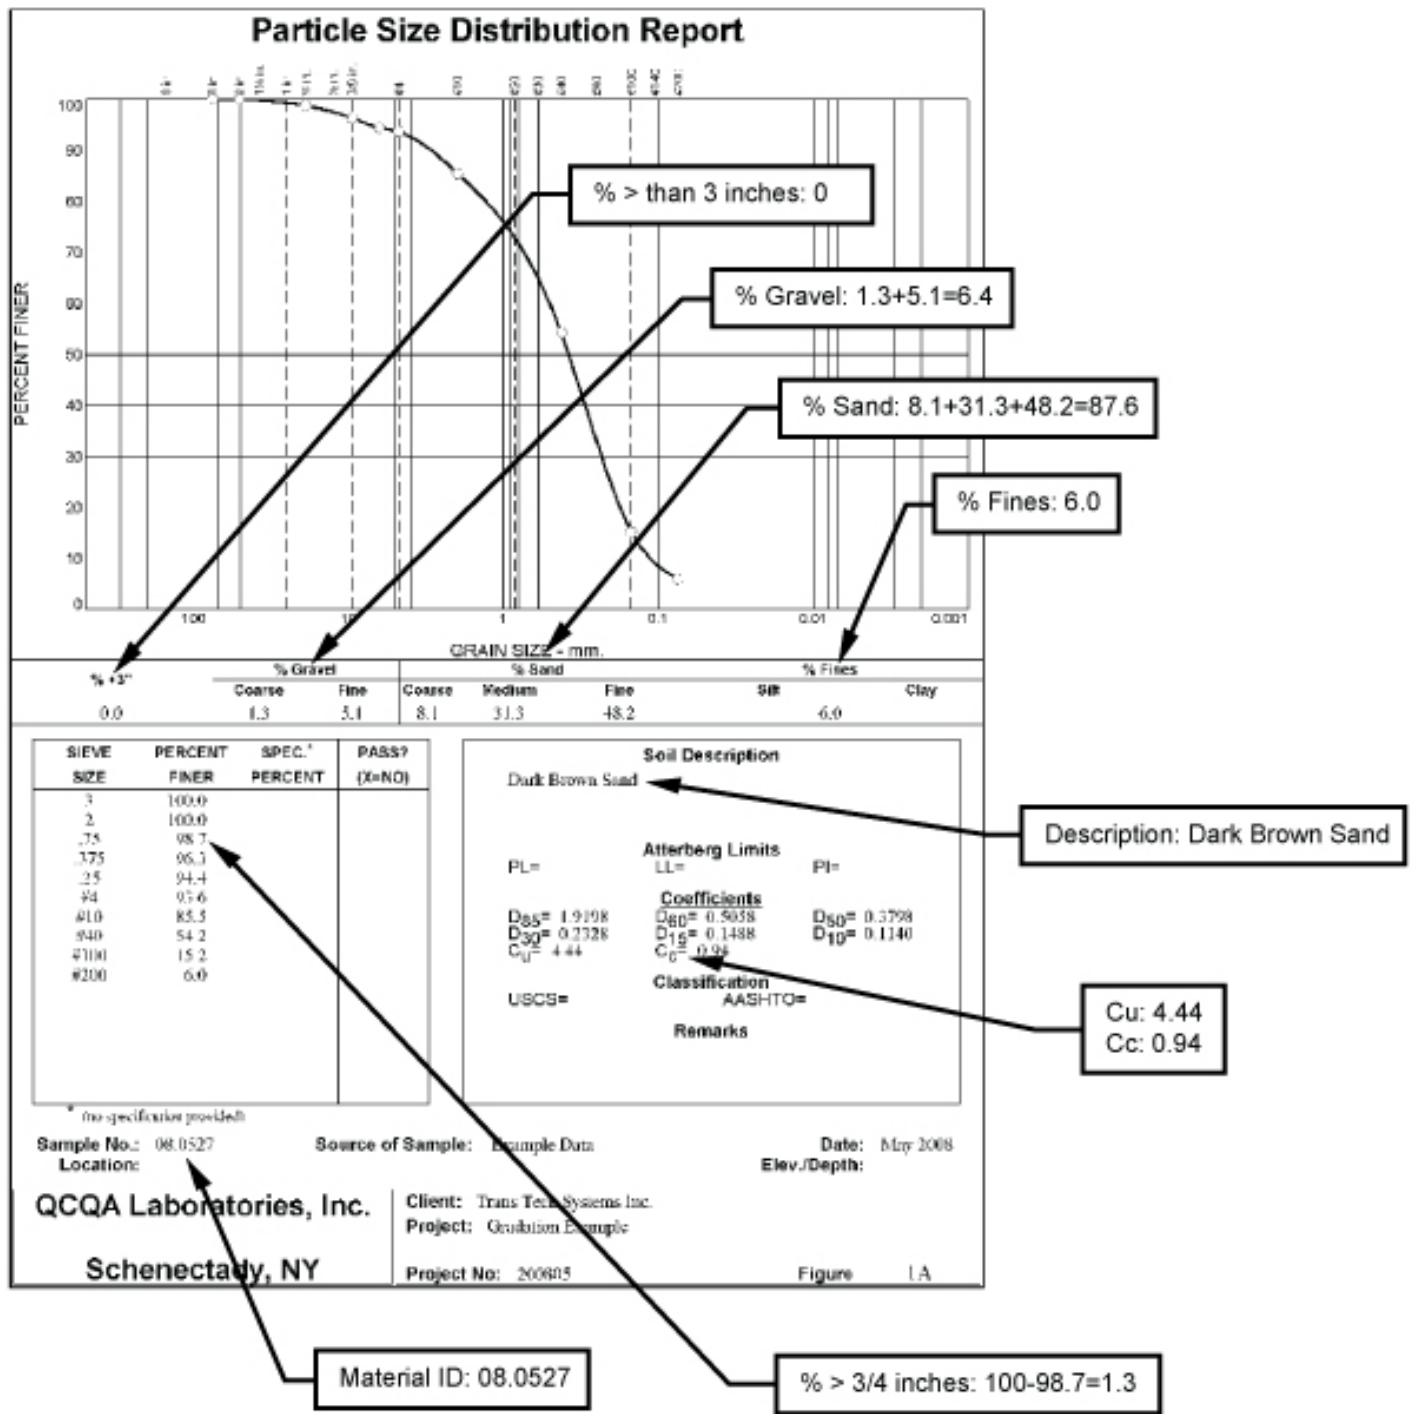 Particle Size Distribution Report
100
90
80
70
60
50
40
30
20
10
0
PERCENT FINER
100
10
1
0.1
0.01
0.001
GRAIN SIZE - mm.
% > than 3 inches: 0
% Gravel: 1.3+5.1=6.4
% Sand: 8.1+31.3+48.2=87.6
% Fines: 6.0
% +3" % Gravel % Sand % Fines
Coarse Fine Coarse Medium Fine Silt Clay
0.0 1.3 5.1 8.1 31.3 48.2 6.0
SIEVE PERCENT SPEC.* PASS?
SIZE FINER PERCENT (X=NO)
3 100.0
2 100.0
.75 98.7
.375 96.3
.25 94.4
#4 93.6
#10 85.5
#40 54.2
#100 15.2
#200 6.0
* (no specification provided)
Soil Description
Dark Brown Sand
Atterberg Limits
PL= LL= PI=
Coefficients
D85= 1.9198 D60= 0.5058 D50= 0.3798
D30= 0.2328 D15= 0.1488 D10= 0.1140
Cu= 4.44 Cc= 0.94
Classification
USCS= AASHTO=
Remarks
Description: Dark Brown Sand
Cu: 4.44
Cc: 0.94
Sample No.: 08.0527 Source of Sample: Example Data Date: May 2008
Location: Elev./Depth:
QCQA Laboratories, Inc.
Schenectady, NY
Client: Trans Tech Systems Inc.
Project: Gradation Example
Project No: 200805 Figure 1A
Material ID: 08.0527
% > 3/4 inches: 100-98.7=1.3